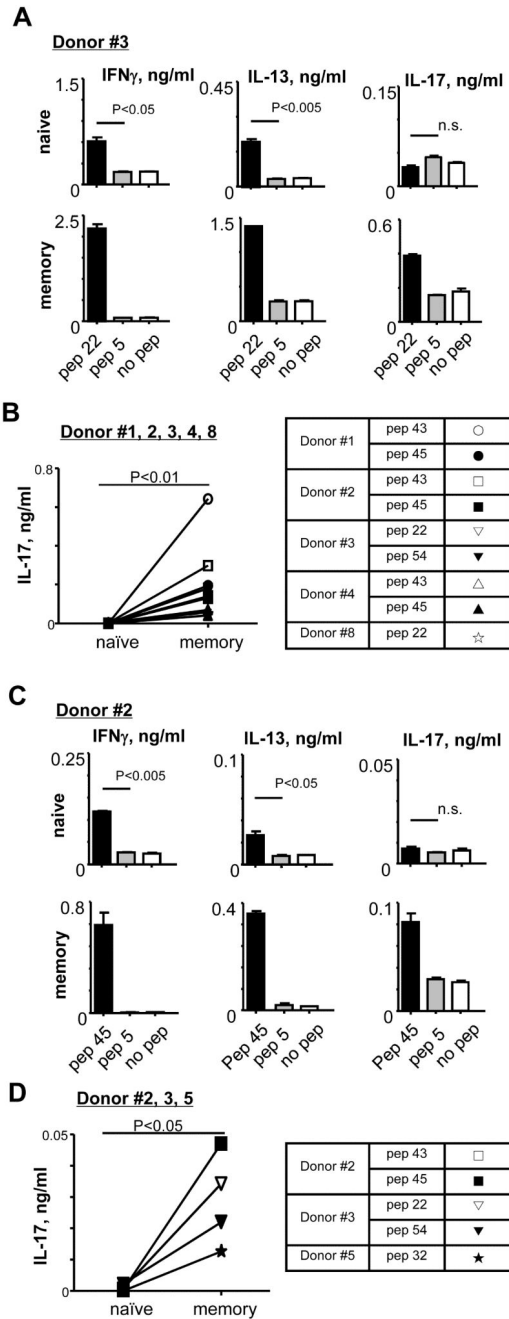 A
Donor #3
IFNγ, ng/ml
IL-13, ng/ml
IL-17, ng/ml
naive
1.5
P<0.05
0
0.45
P<0.005
0
0.15
n.s.
0
memory
2.5
0
1.5
0
0.6
0
pep 22
pep 5
no pep
pep 22
pep 5
no pep
pep 22
pep 5
no pep
B
Donor #1, 2, 3, 4, 8
IL-17, ng/ml
0.8
P<0.01
0
naïve
memory
Donor #1
pep 43
○
pep 45
●
Donor #2
pep 43
□
pep 45
■
Donor #3
pep 22
▽
pep 54
▼
Donor #4
pep 43
△
pep 45
▲
Donor #8
pep 22
☆
C
Donor #2
IFNγ, ng/ml
IL-13, ng/ml
IL-17, ng/ml
naive
0.25
P<0.005
0
0.1
P<0.05
0
0.05
n.s.
0
memory
0.8
0
0.4
0
0.1
0
pep 45
pep 5
no pep
Pep 45
pep 5
no pep
pep 45
pep 5
no pep
D
Donor #2, 3, 5
IL-17, ng/ml
0.05
P<0.05
0
naïve
memory
Donor #2
pep 43
□
pep 45
■
Donor #3
pep 22
▽
pep 54
▼
Donor #5
pep 32
★